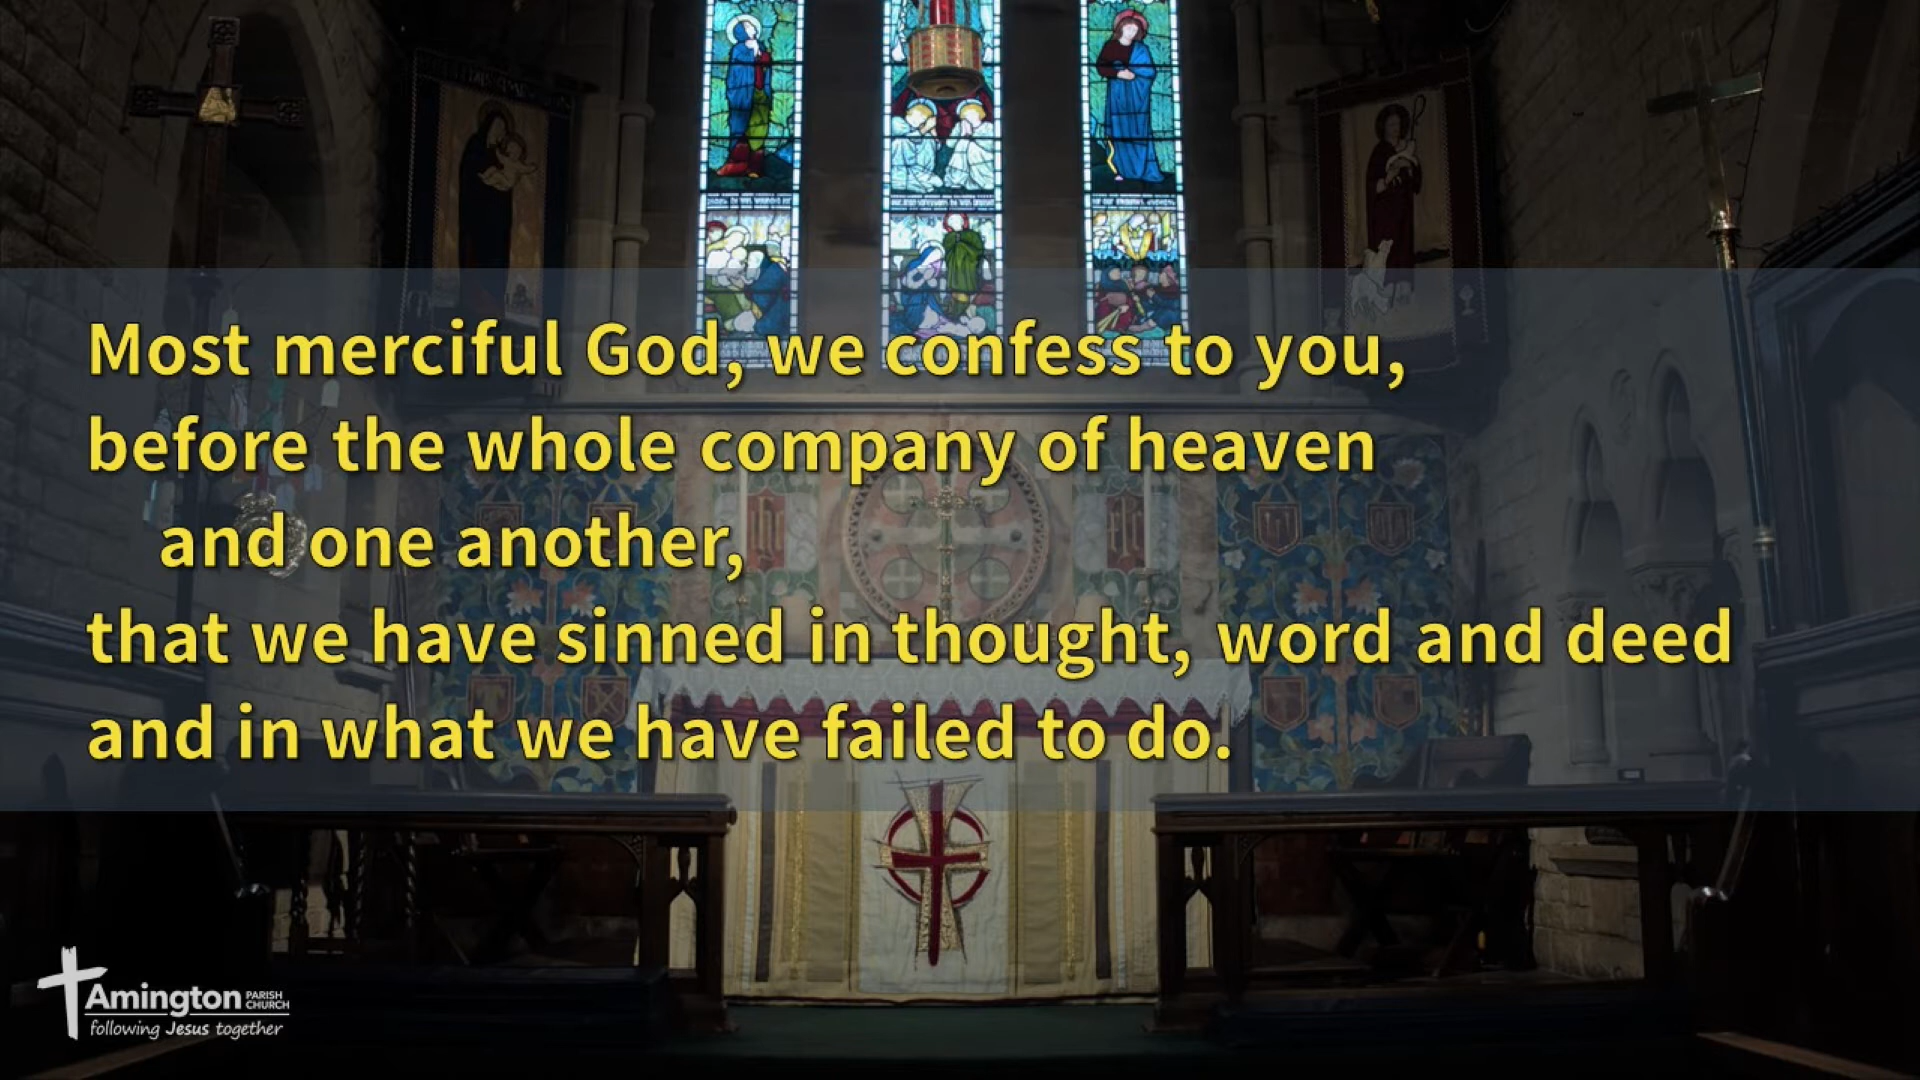 Most merciful God, we confess to you,
before the whole company of heaven
and one another,
that we have sinned in thought, word and deed
and in what we have failed to do.
Amington PARISH CHURCH
following Jesus together